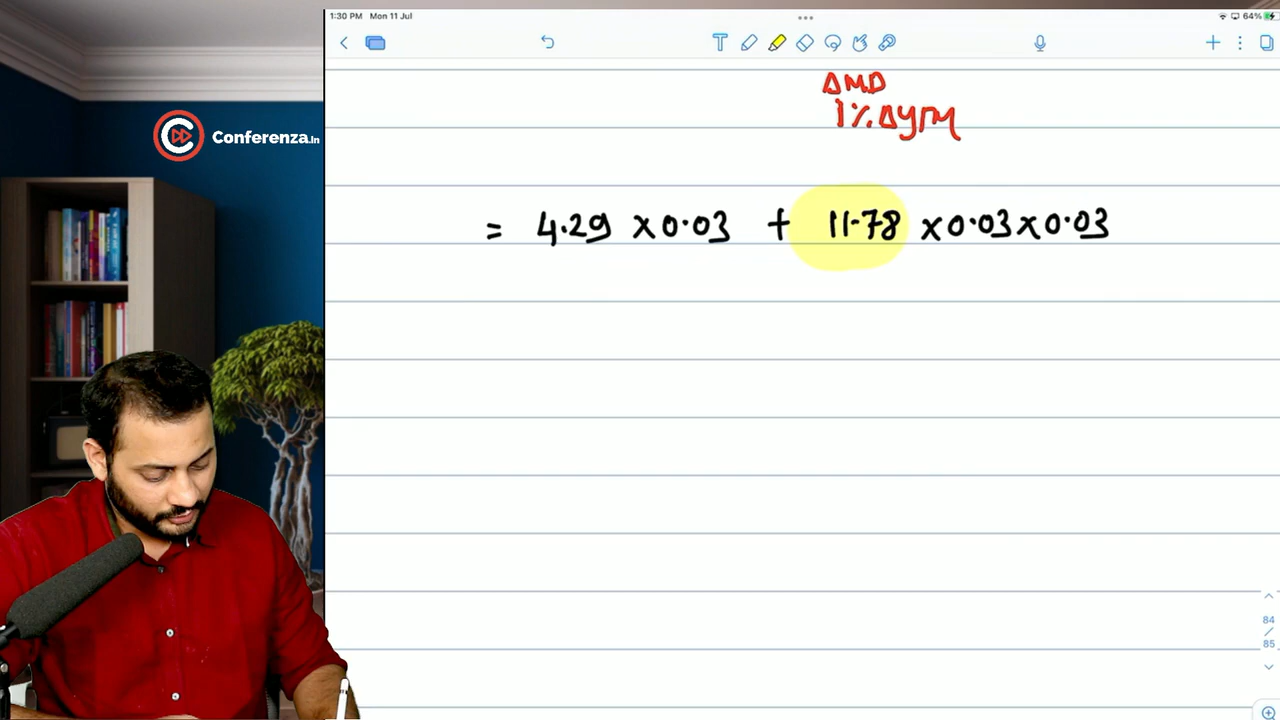 1:30 PM Mon 11 Jul
64%
Conferenza.in
ΔMD
1% ΔYTM
= 4.29 × 0.03 + 11.78 × 0.03 × 0.03
84
/
85